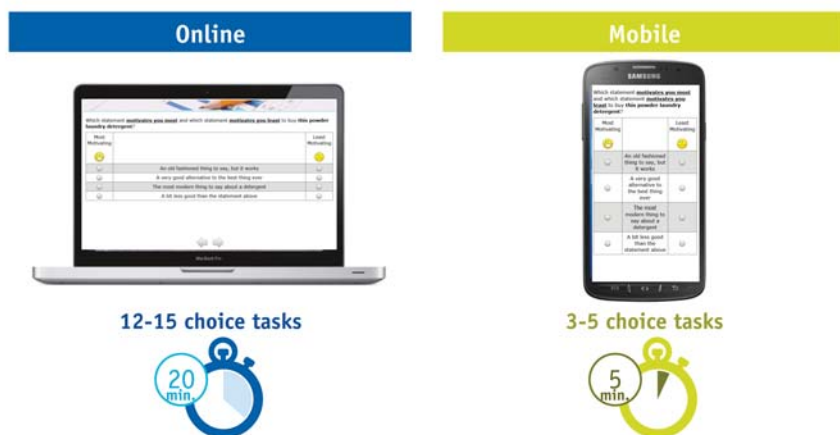 Online
Which statement motivates you most and which statement motivates you least to buy this powder
laundry detergent?
Most
Motivating
Least
Motivating
An old fashioned thing to say, but it works
A very good alternative to the best thing ever
The most modern thing to say about a detergent
A bit less good than the statement above
MacBook Pro
12-15 choice tasks
20
min.
Mobile
SAMSUNG
Which statement motivates you most
and which statement motivates you
least to buy this powder laundry
detergent?
Most
Motivating
Least
Motivating
An old fashioned
thing to say, but
it works
A very good
alternative to
the best thing
ever
The most
modern thing to
say about a
detergent
A bit less good
than the
statement above
3-5 choice tasks
5
min.